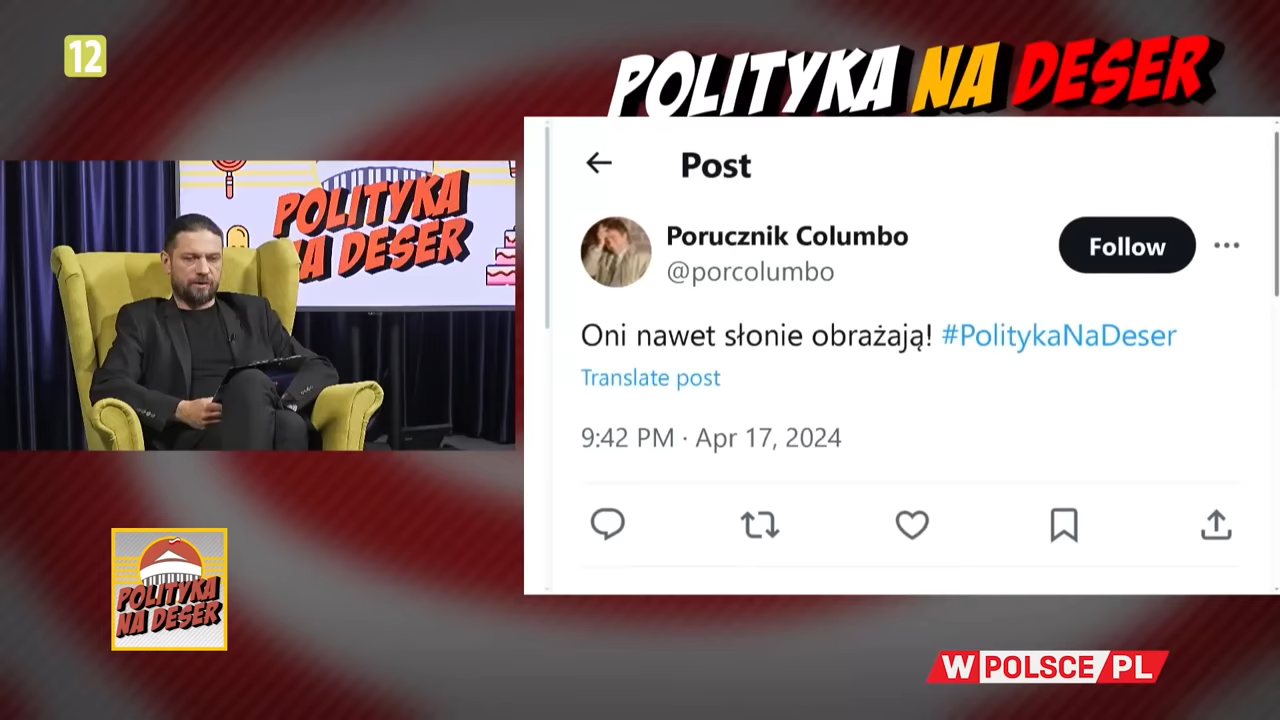 12
POLITYKA NA DESER
POLITYKA
NA DESER
Post
Porucznik Columbo
@porcolumbo
Follow
Oni nawet słonie obrażają! #PolitykaNaDeser
Translate post
9:42 PM · Apr 17, 2024
POLITYKA
NA DESER
W POLSCE PL